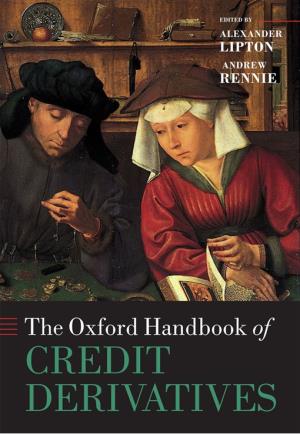 EDITED BY
ALEXANDER
LIPTON
ANDREW
RENNIE
The Oxford Handbook of
CREDIT
DERIVATIVES